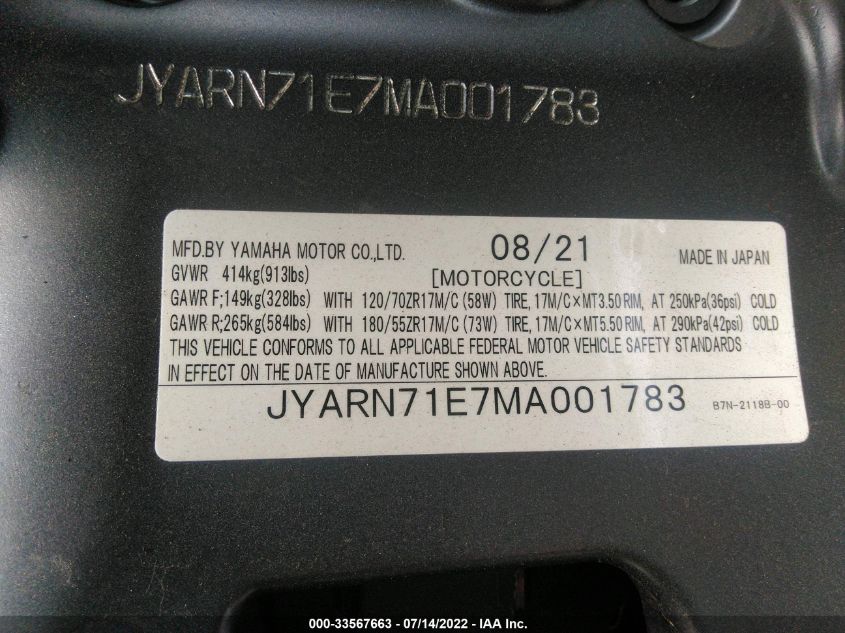 JYARN71E7MA001783
MFD.BY YAMAHA MOTOR CO.,LTD. 08/21 MADE IN JAPAN
GVWR 414kg(913lbs) [MOTORCYCLE]
GAWR F;149kg(328lbs) WITH 120/70ZR17M/C (58W) TIRE, 17M/C×MT3.50 RIM, AT 250kPa(36psi) COLD
GAWR R;265kg(584lbs) WITH 180/55ZR17M/C (73W) TIRE, 17M/C×MT5.50 RIM, AT 290kPa(42psi) COLD
THIS VEHICLE CONFORMS TO ALL APPLICABLE FEDERAL MOTOR VEHICLE SAFETY STANDARDS
IN EFFECT ON THE DATE OF MANUFACTURE SHOWN ABOVE.
JYARN71E7MA001783 B7N-2118B-00
000-33567663 - 07/14/2022 - IAA Inc.